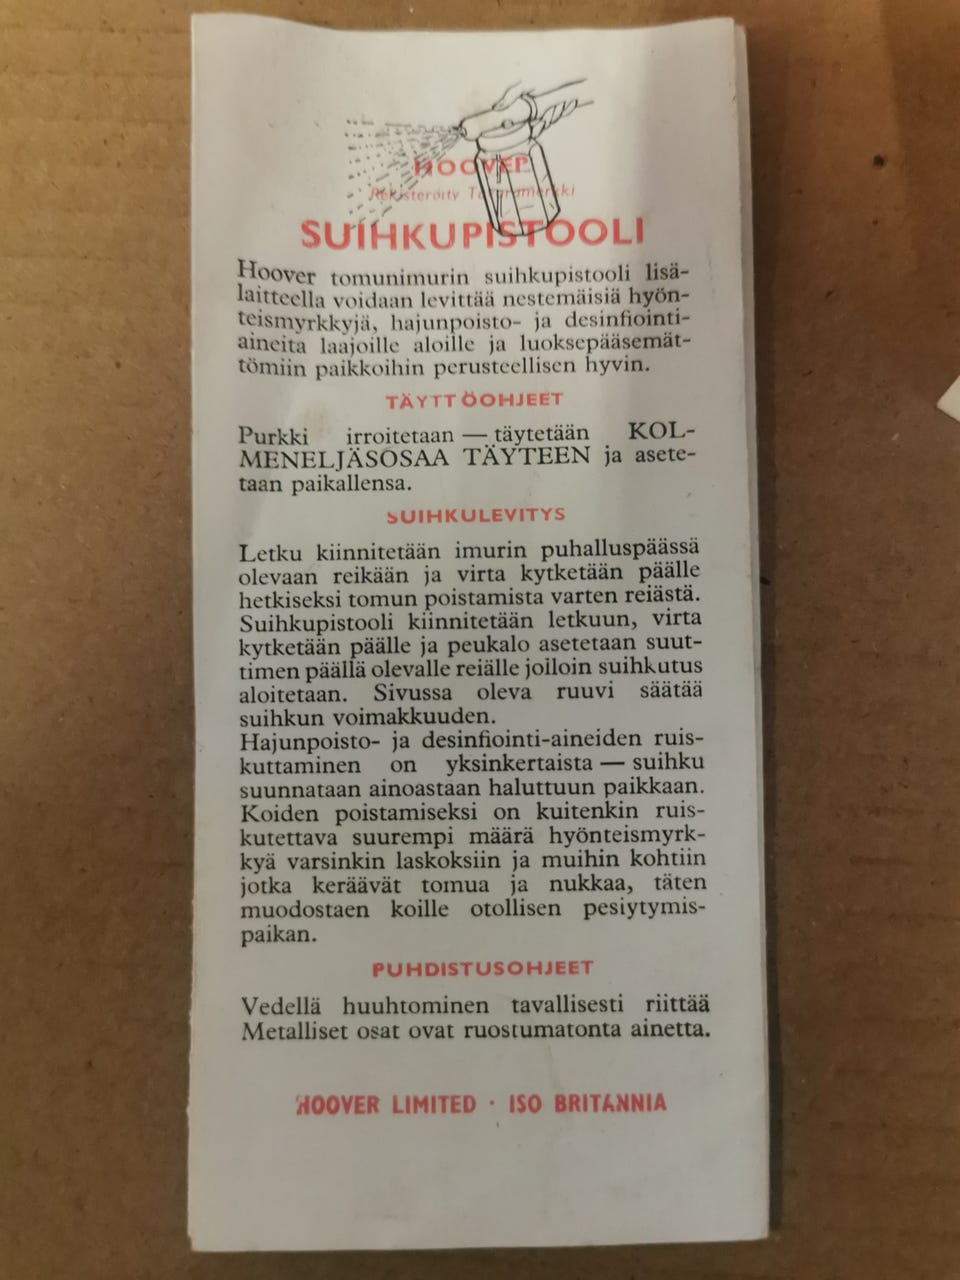 HOOVER
Rekisteröity Tavaramerkki
SUIHKUPISTOOLI
Hoover tomunimurin suihkupistooli lisä-
laitteella voidaan levittää nestemäisiä hyön-
teismyrkkyjä, hajunpoisto- ja desinfiointi-
aineita laajoille aloille ja luoksepääsemät-
tömiin paikkoihin perusteellisen hyvin.
TÄYTTÖOHJEET
Purkki irroitetaan — täytetään KOL-
MENELJÄSOSAA TÄYTEEN ja asete-
taan paikallensa.
SUIHKULEVITYS
Letku kiinnitetään imurin puhalluspäässä
olevaan reikään ja virta kytketään päälle
hetkiseksi tomun poistamista varten reiästä.
Suihkupistooli kiinnitetään letkuun, virta
kytketään päälle ja peukalo asetetaan suut-
timen päällä olevalle reiälle jolloin suihkutus
aloitetaan. Sivussa oleva ruuvi säätää
suihkun voimakkuuden.
Hajunpoisto- ja desinfiointi-aineiden ruis-
kuttaminen on yksinkertaista — suihku
suunnataan ainoastaan haluttuun paikkaan.
Koiden poistamiseksi on kuitenkin ruis-
kutettava suurempi määrä hyönteismyrk-
kyä varsinkin laskoksiin ja muihin kohtiin
jotka keräävät tomua ja nukkaa, täten
muodostaen koille otollisen pesiytymis-
paikan.
PUHDISTUSOHJEET
Vedellä huuhtominen tavallisesti riittää
Metalliset osat ovat ruostumatonta ainetta.
HOOVER LIMITED · ISO BRITANNIA